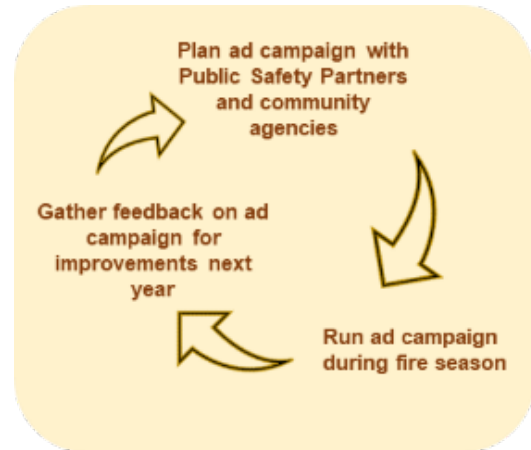 Plan ad campaign with
Public Safety Partners
and community
agencies
Run ad campaign
during fire season
Gather feedback on ad
campaign for
improvements next
year